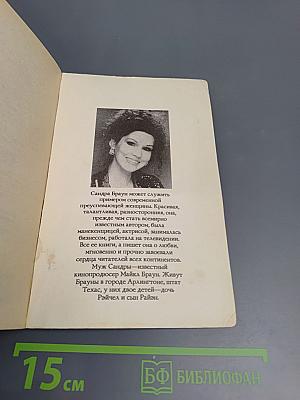 Сандра Браун может служить
примером современной
преуспевающей женщины. Красивая,
талантливая, разносторонняя, она,
прежде чем стать всемирно
известным автором, была
манекенщицей, актрисой, занималась
бизнесом, работала на телевидении.
Все ее книги, а пишет она о любви,
мгновенно и прочно завоевали
сердца читателей всех континентов.
Муж Сандры—известный
кинопродюсер Майкл Браун. Живут
Брауны в городе Арлингтоне, штат
Техас, у них двое детей—дочь
Рэйчел и сын Райэн.
15 см
БФ БИБЛИОФАН